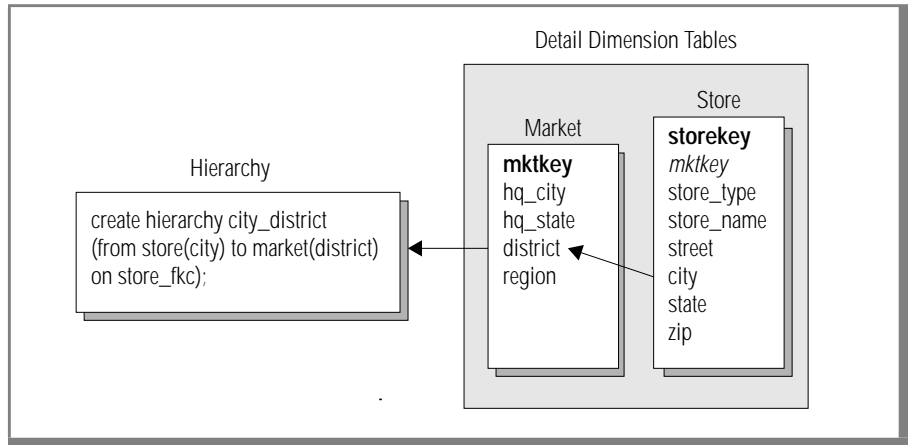 Detail Dimension Tables
Hierarchy
create hierarchy city_district
(from store(city) to market(district)
on store_fkc);
Market
mktkey
hq_city
hq_state
district
region
Store
storekey
mktkey
store_type
store_name
street
city
state
zip